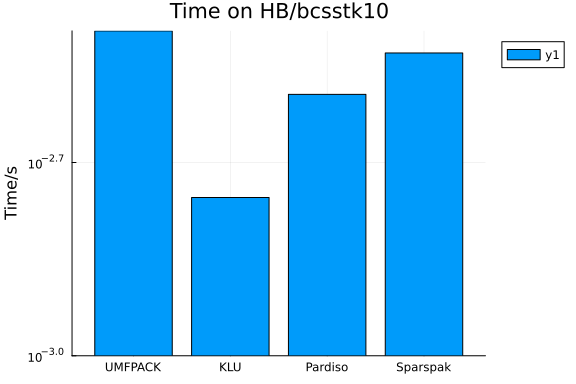 Time on HB/bcsstk10
y1
Time/s
10^−2.7
10^−3.0
UMFPACK KLU Pardiso Sparspak